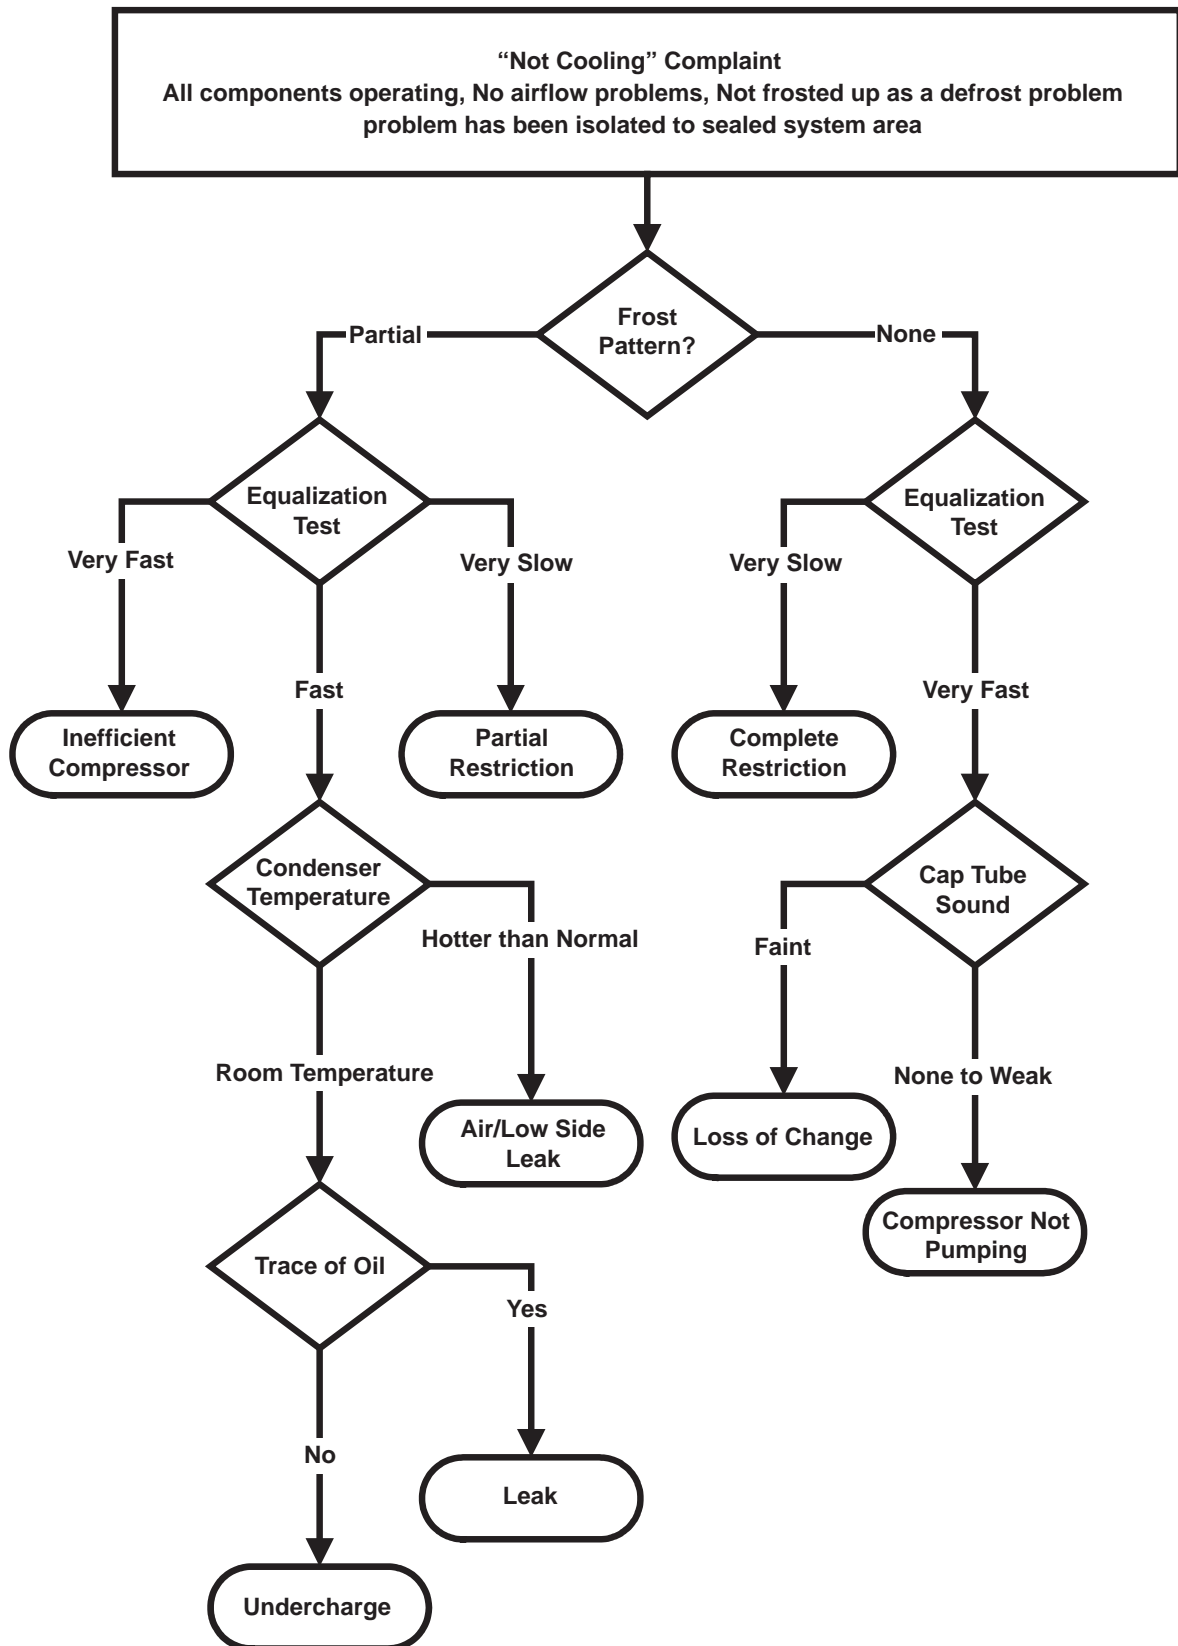 “Not Cooling” Complaint
All components operating, No airflow problems, Not frosted up as a defrost problem
problem has been isolated to sealed system area
Frost
Pattern?
Partial
None
Equalization
Test
Equalization
Test
Very Fast
Very Slow
Very Slow
Fast
Very Fast
Inefficient
Compressor
Partial
Restriction
Complete
Restriction
Condenser
Temperature
Cap Tube
Sound
Hotter than Normal
Faint
Room Temperature
None to Weak
Air/Low Side
Leak
Loss of Change
Compressor Not
Pumping
Trace of Oil
Yes
No
Leak
Undercharge